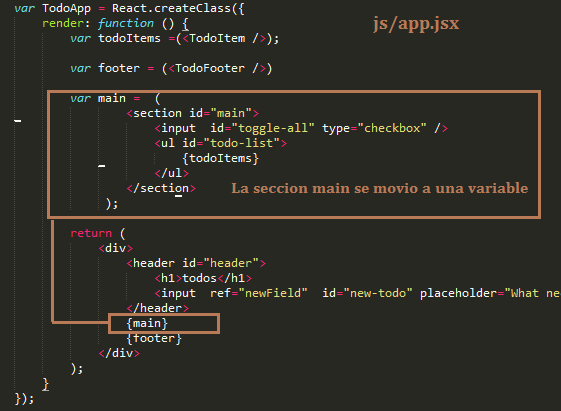 var TodoApp = React.createClass({
js/app.jsx
render: function () {
var todoItems =(<TodoItem />);
var footer = (<TodoFooter />)
var main =  (
<section id="main">
<input  id="toggle-all" type="checkbox" />
<ul id="todo-list">
{todoItems}
</ul>
</section>
La seccion main se movio a una variable
);
return (
<div>
<header id="header">
<h1>todos</h1>
<input  ref="newField"  id="new-todo" placeholder="What ne
</header>
{main}
{footer}
</div>
);
}
});